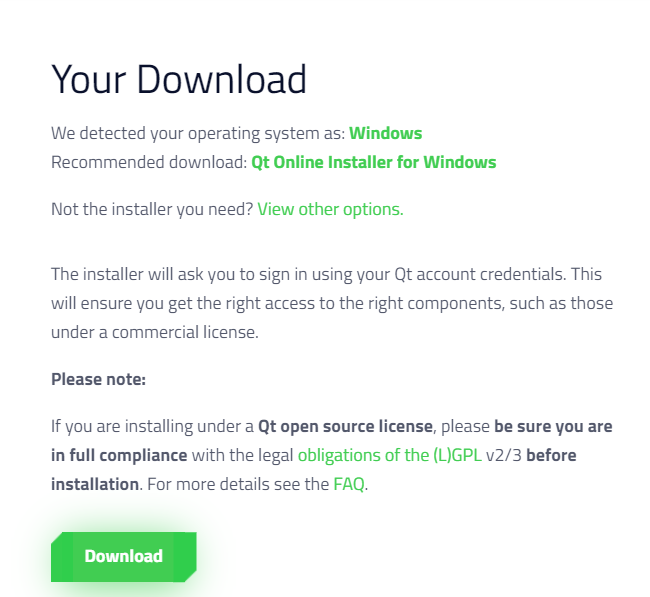 Your Download
We detected your operating system as: Windows
Recommended download: Qt Online Installer for Windows
Not the installer you need? View other options.
The installer will ask you to sign in using your Qt account credentials. This
will ensure you get the right access to the right components, such as those
under a commercial license.
Please note:
If you are installing under a Qt open source license, please be sure you are
in full compliance with the legal obligations of the (L)GPL v2/3 before
installation. For more details see the FAQ.
Download